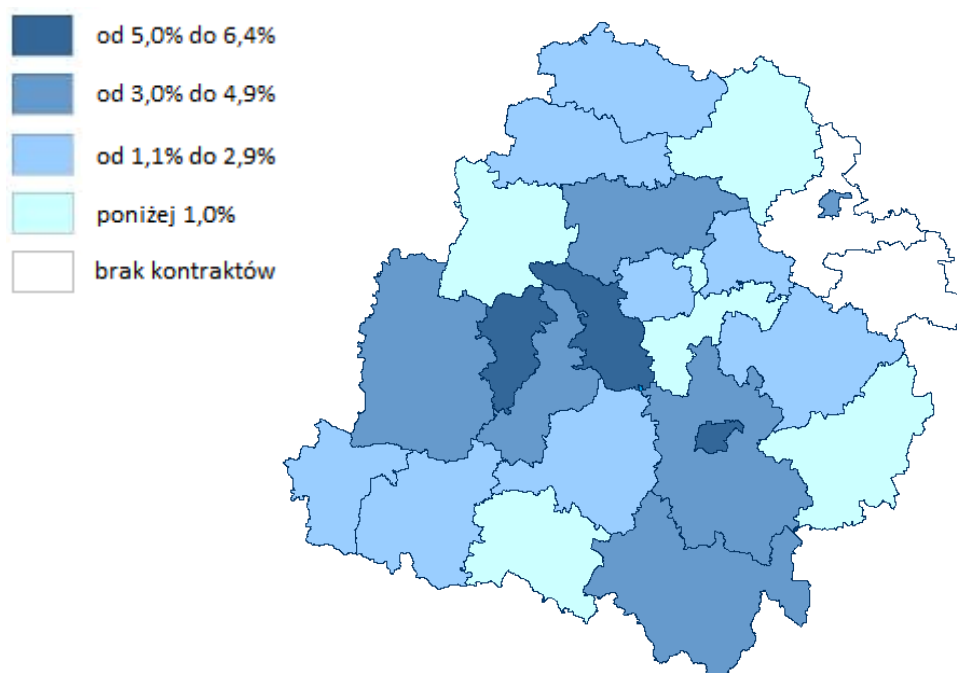 od 5,0% do 6,4%
od 3,0% do 4,9%
od 1,1% do 2,9%
poniżej 1,0%
brak kontraktów